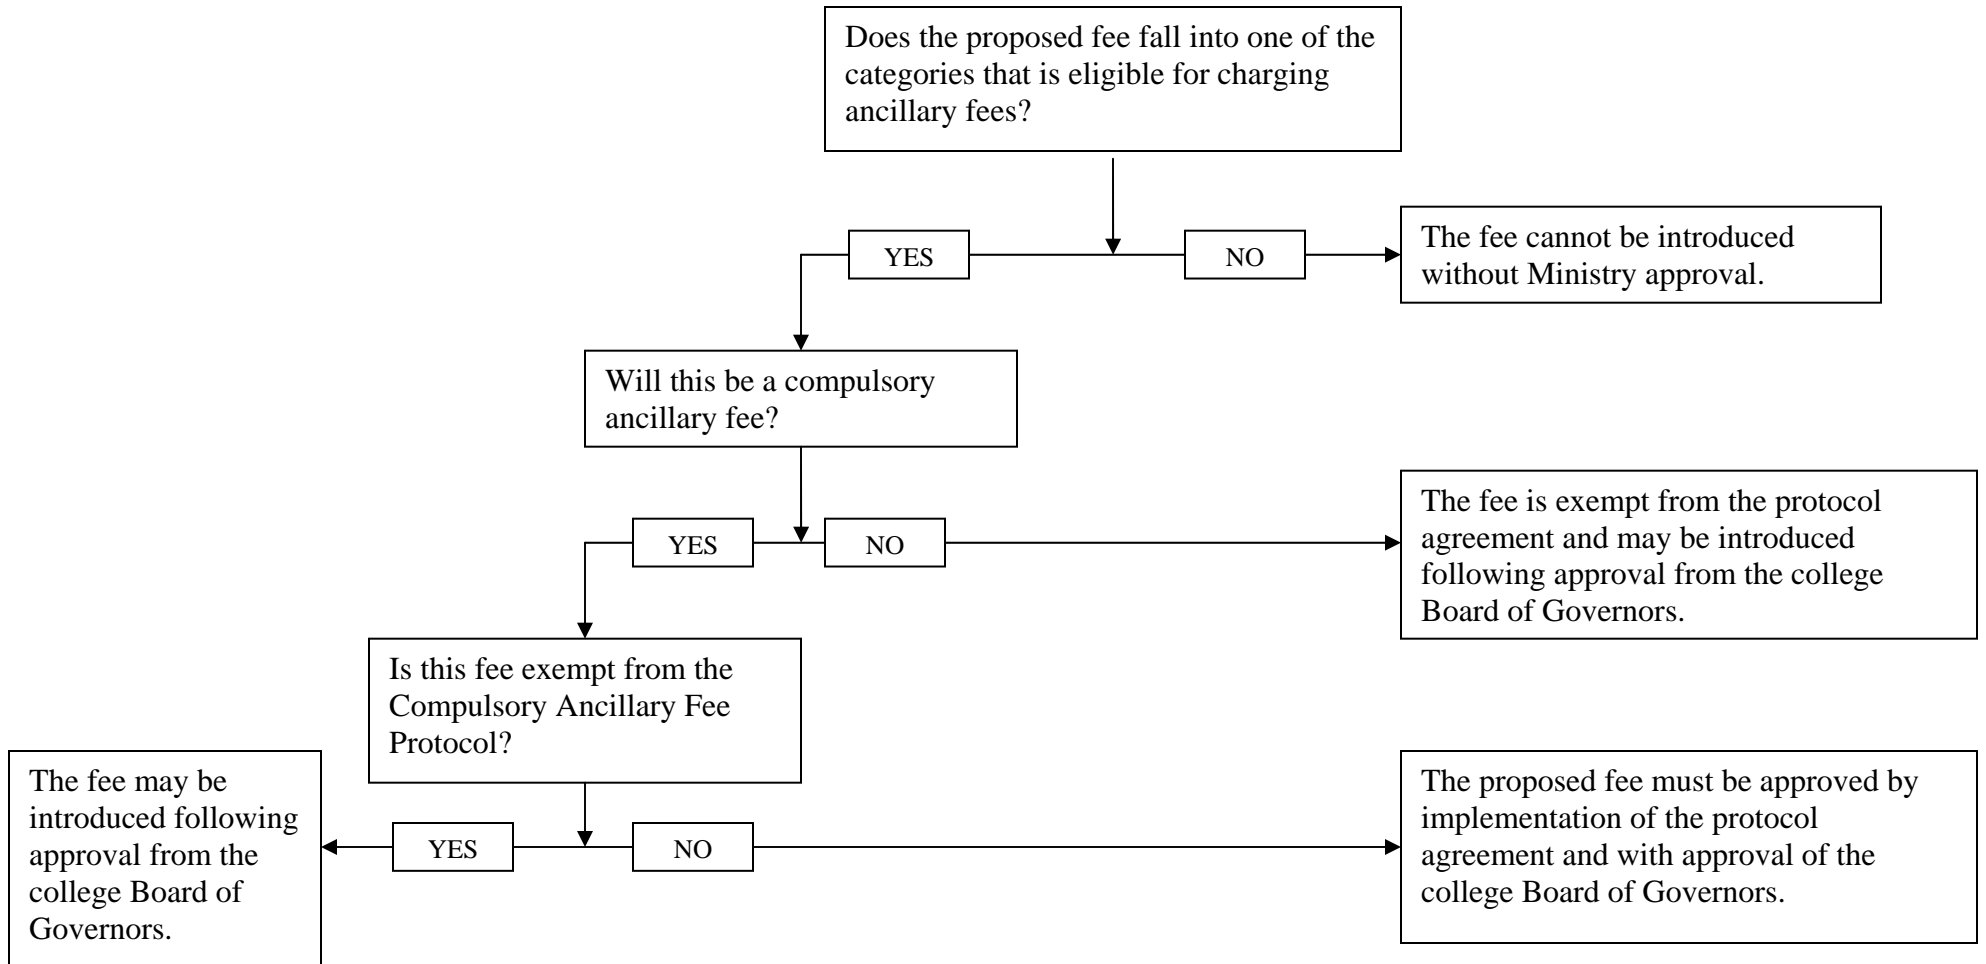 Does the proposed fee fall into one of the
categories that is eligible for charging
ancillary fees?
YES
NO
The fee cannot be introduced
without Ministry approval.
Will this be a compulsory
ancillary fee?
YES
NO
The fee is exempt from the protocol
agreement and may be introduced
following approval from the college
Board of Governors.
Is this fee exempt from the
Compulsory Ancillary Fee
Protocol?
The fee may be
introduced following
approval from the
college Board of
Governors.
YES
NO
The proposed fee must be approved by
implementation of the protocol
agreement and with approval of the
college Board of Governors.